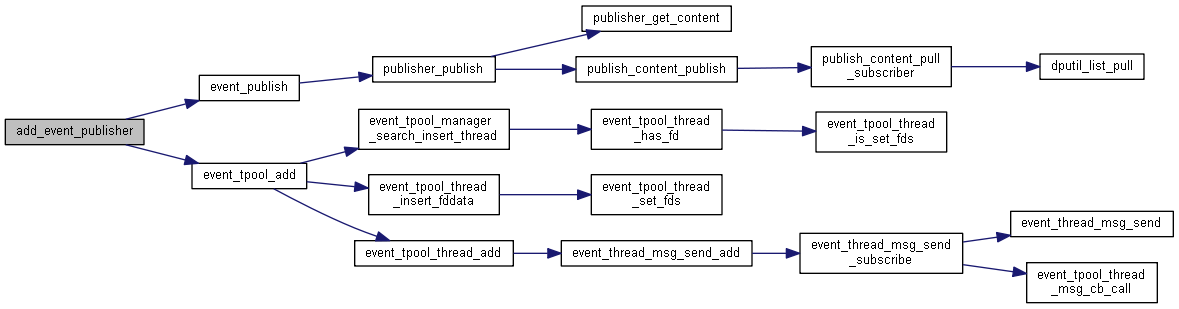 publisher_get_content
publisher_publish
publish_content_publish
publish_content_pull
_subscriber
dputil_list_pull
event_publish
add_event_publisher
event_tpool_manager
_search_insert_thread
event_tpool_thread
_has_fd
event_tpool_thread
_is_set_fds
event_tpool_add
event_tpool_thread
_insert_fddata
event_tpool_thread
_set_fds
event_tpool_thread_add
event_thread_msg_send_add
event_thread_msg_send
_subscribe
event_thread_msg_send
event_tpool_thread
_msg_cb_call